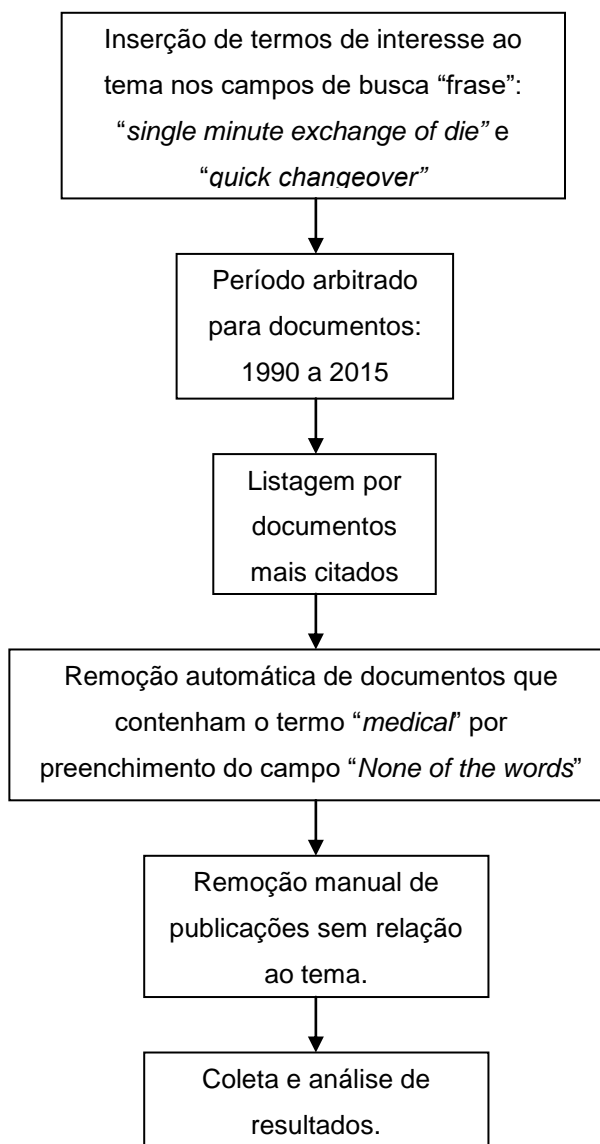 Inserção de termos de interesse ao
tema nos campos de busca “frase”:
“single minute exchange of die” e
“quick changeover”
Período arbitrado
para documentos:
1990 a 2015
Listagem por
documentos
mais citados
Remoção automática de documentos que
contenham o termo “medical” por
preenchimento do campo “None of the words”
Remoção manual de
publicações sem relação
ao tema.
Coleta e análise de
resultados.